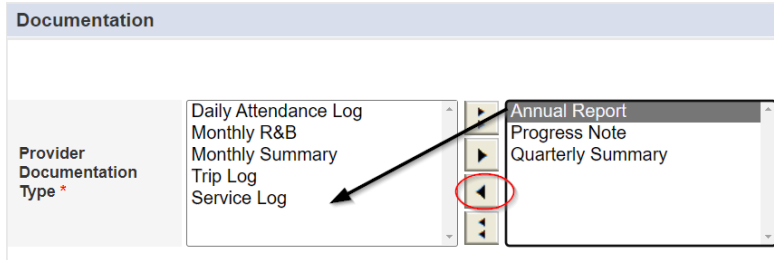 Documentation
Provider
Documentation
Type *
Daily Attendance Log
Monthly R&B
Monthly Summary
Trip Log
Service Log
Annual Report
Progress Note
Quarterly Summary